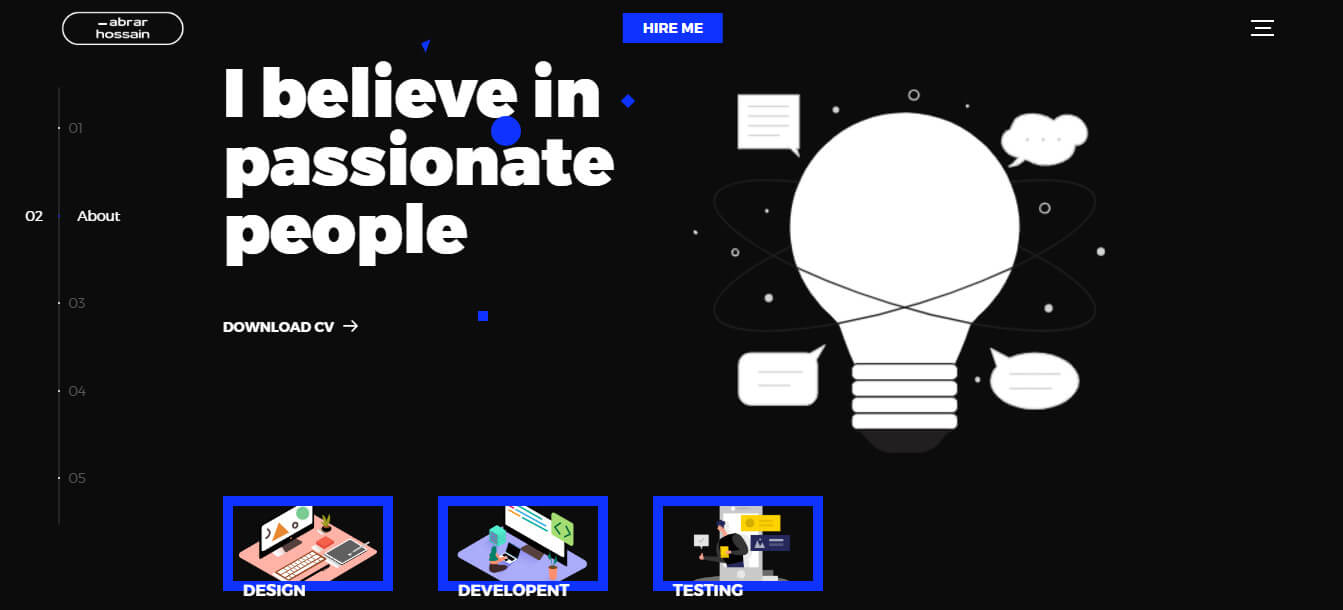 abrar
hossain
HIRE ME
I believe in
passionate
people
01
02 About
DOWNLOAD CV
03
04
05
DESIGN
DEVELOPENT
TESTING